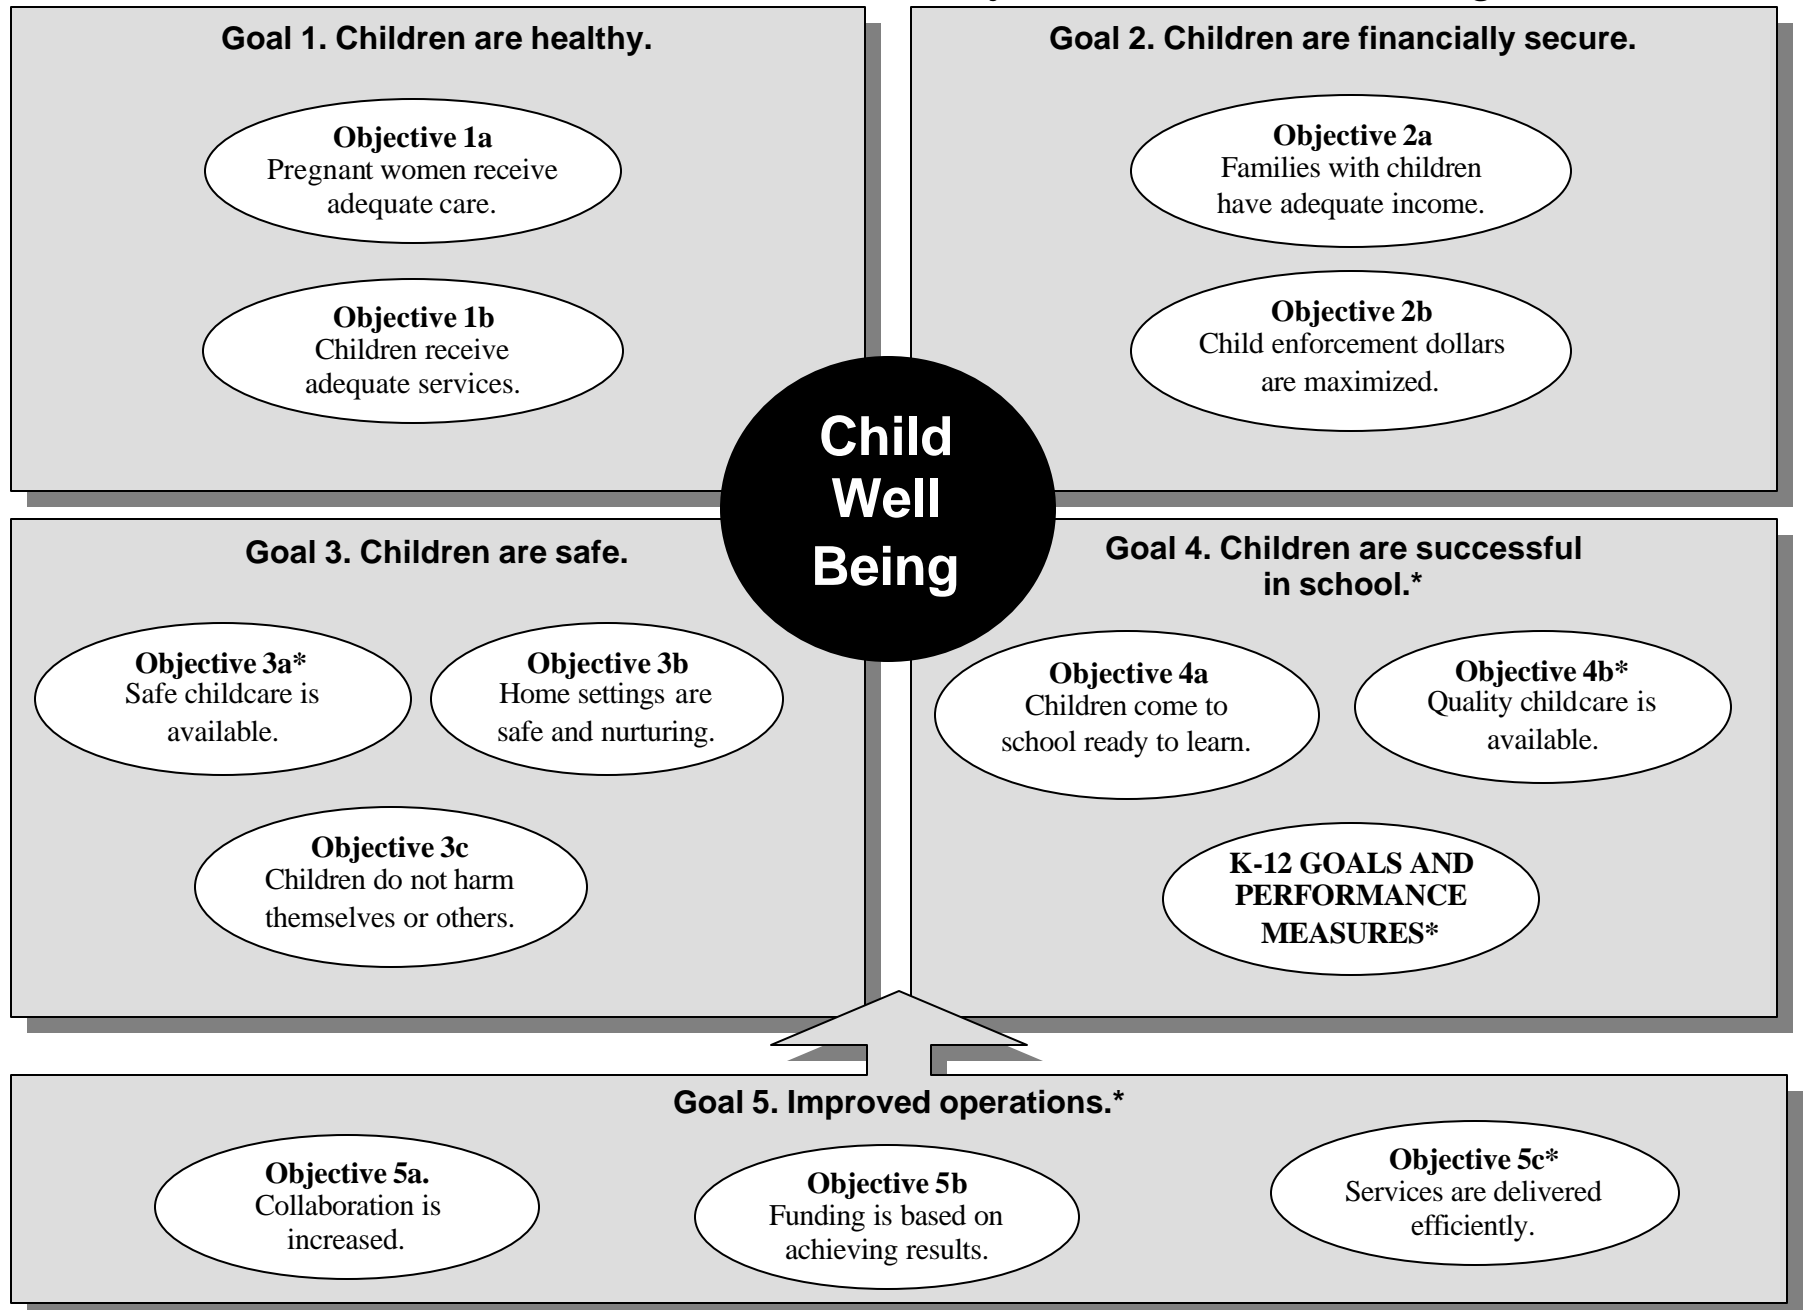 Goal 1. Children are healthy.
Objective 1a
Pregnant women receive
adequate care.
Objective 1b
Children receive
adequate services.
Goal 2. Children are financially secure.
Objective 2a
Families with children
have adequate income.
Objective 2b
Child enforcement dollars
are maximized.
Child
Well
Being
Goal 3. Children are safe.
Objective 3a*
Safe childcare is
available.
Objective 3b
Home settings are
safe and nurturing.
Objective 3c
Children do not harm
themselves or others.
Goal 4. Children are successful
in school.*
Objective 4a
Children come to
school ready to learn.
Objective 4b*
Quality childcare is
available.
K-12 GOALS AND
PERFORMANCE
MEASURES*
Goal 5. Improved operations.*
Objective 5a.
Collaboration is
increased.
Objective 5b
Funding is based on
achieving results.
Objective 5c*
Services are delivered
efficiently.